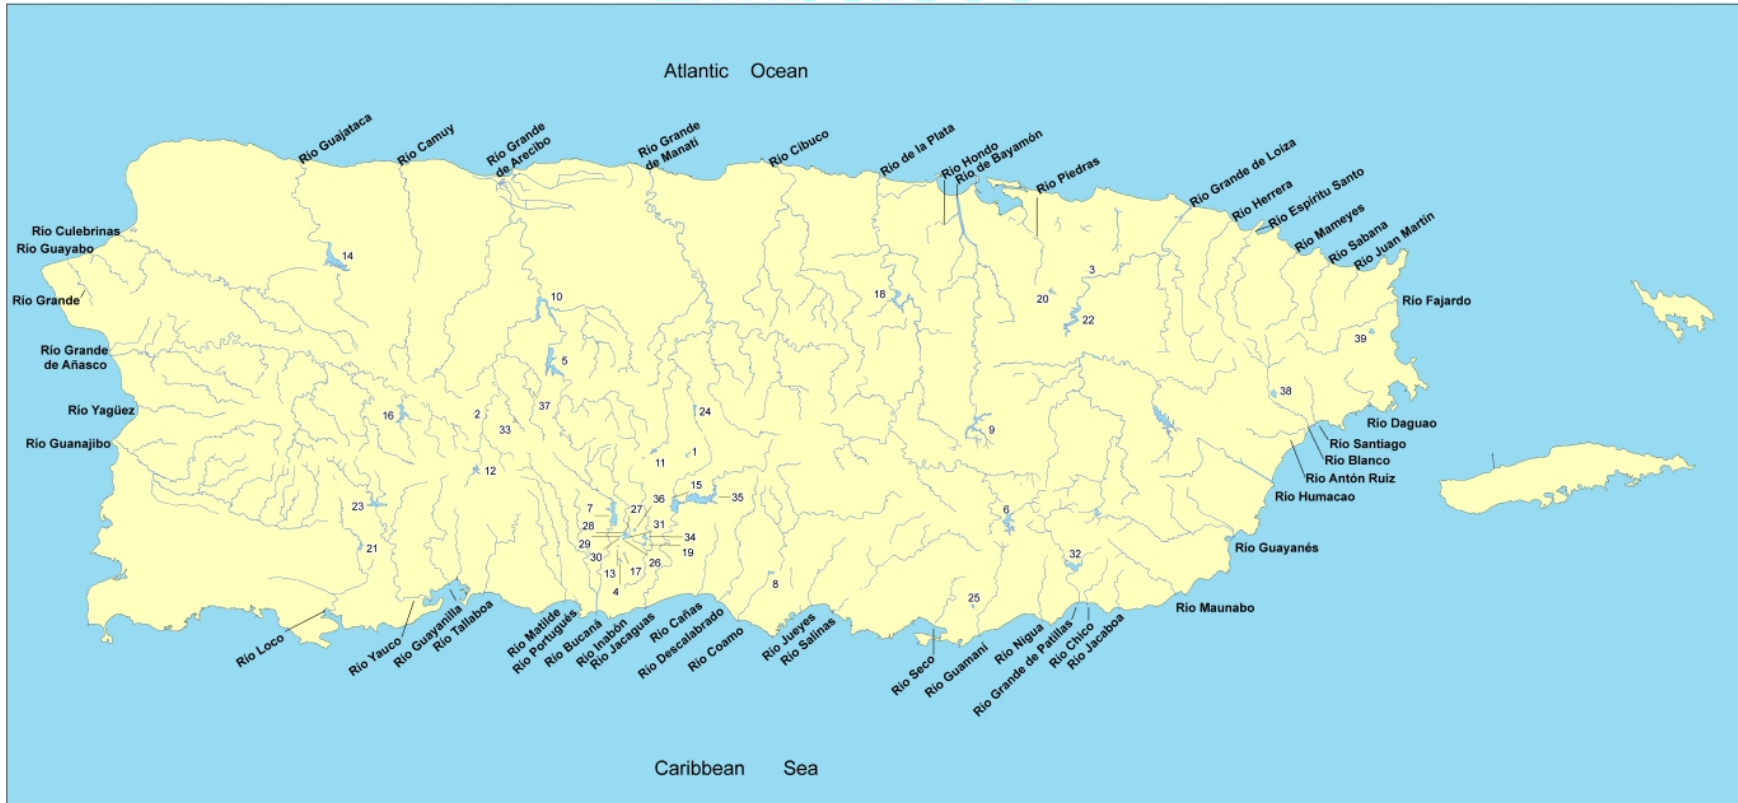 Atlantic Ocean
Río Guajataca
Río Camuy
Río Grande
de Arecibo
Río Grande
de Manatí
Río Cibuco
Río de la Plata
Río Hondo
Río de Bayamón
Río Piedras
Río Grande de Loiza
Río Herrera
Río Espíritu Santo
Río Mameyes
Río Sabana
Río Juan Martín
Río Culebrinas
Río Guayabo
14
3
Río Grande
10
18
20
22
Río Fajardo
39
Río Grande
de Añasco
5
38
Río Yagüez
16
2
37
24
33
9
Río Daguao
Río Guanajibo
Río Santiago
1
11
Río Blanco
12
Río Antón Ruíz
15
36
35
Río Humacao
23
7
27
6
28
31
34
29
19
21
30
26
Río Guayanés
32
13
17
8
4
25
Río Maunabo
Río Loco
Río Yauco
Río Guayanilla
Río Tallaboa
Río Matilde
Río Portugués
Río Bucaná
Río Inabón
Río Jacaguas
Río Cañas
Río Descalabrado
Río Coamo
Río Jueyes
Río Salinas
Río Seco
Río Guamaní
Río Nigua
Río Grande de Patillas
Río Chico
Río Jacaboa
Caribbean Sea